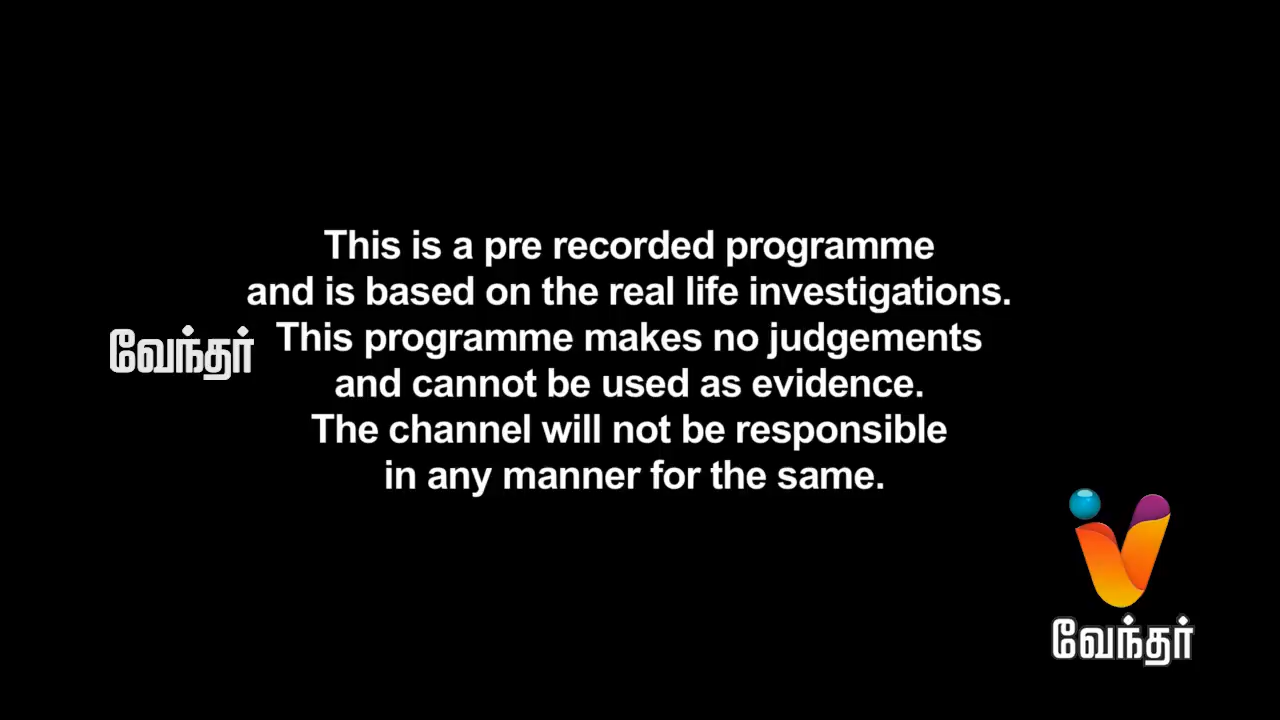 This is a pre recorded programme
and is based on the real life investigations.
வேந்தர்
This programme makes no judgements
and cannot be used as evidence.
The channel will not be responsible
in any manner for the same.
வேந்தர்